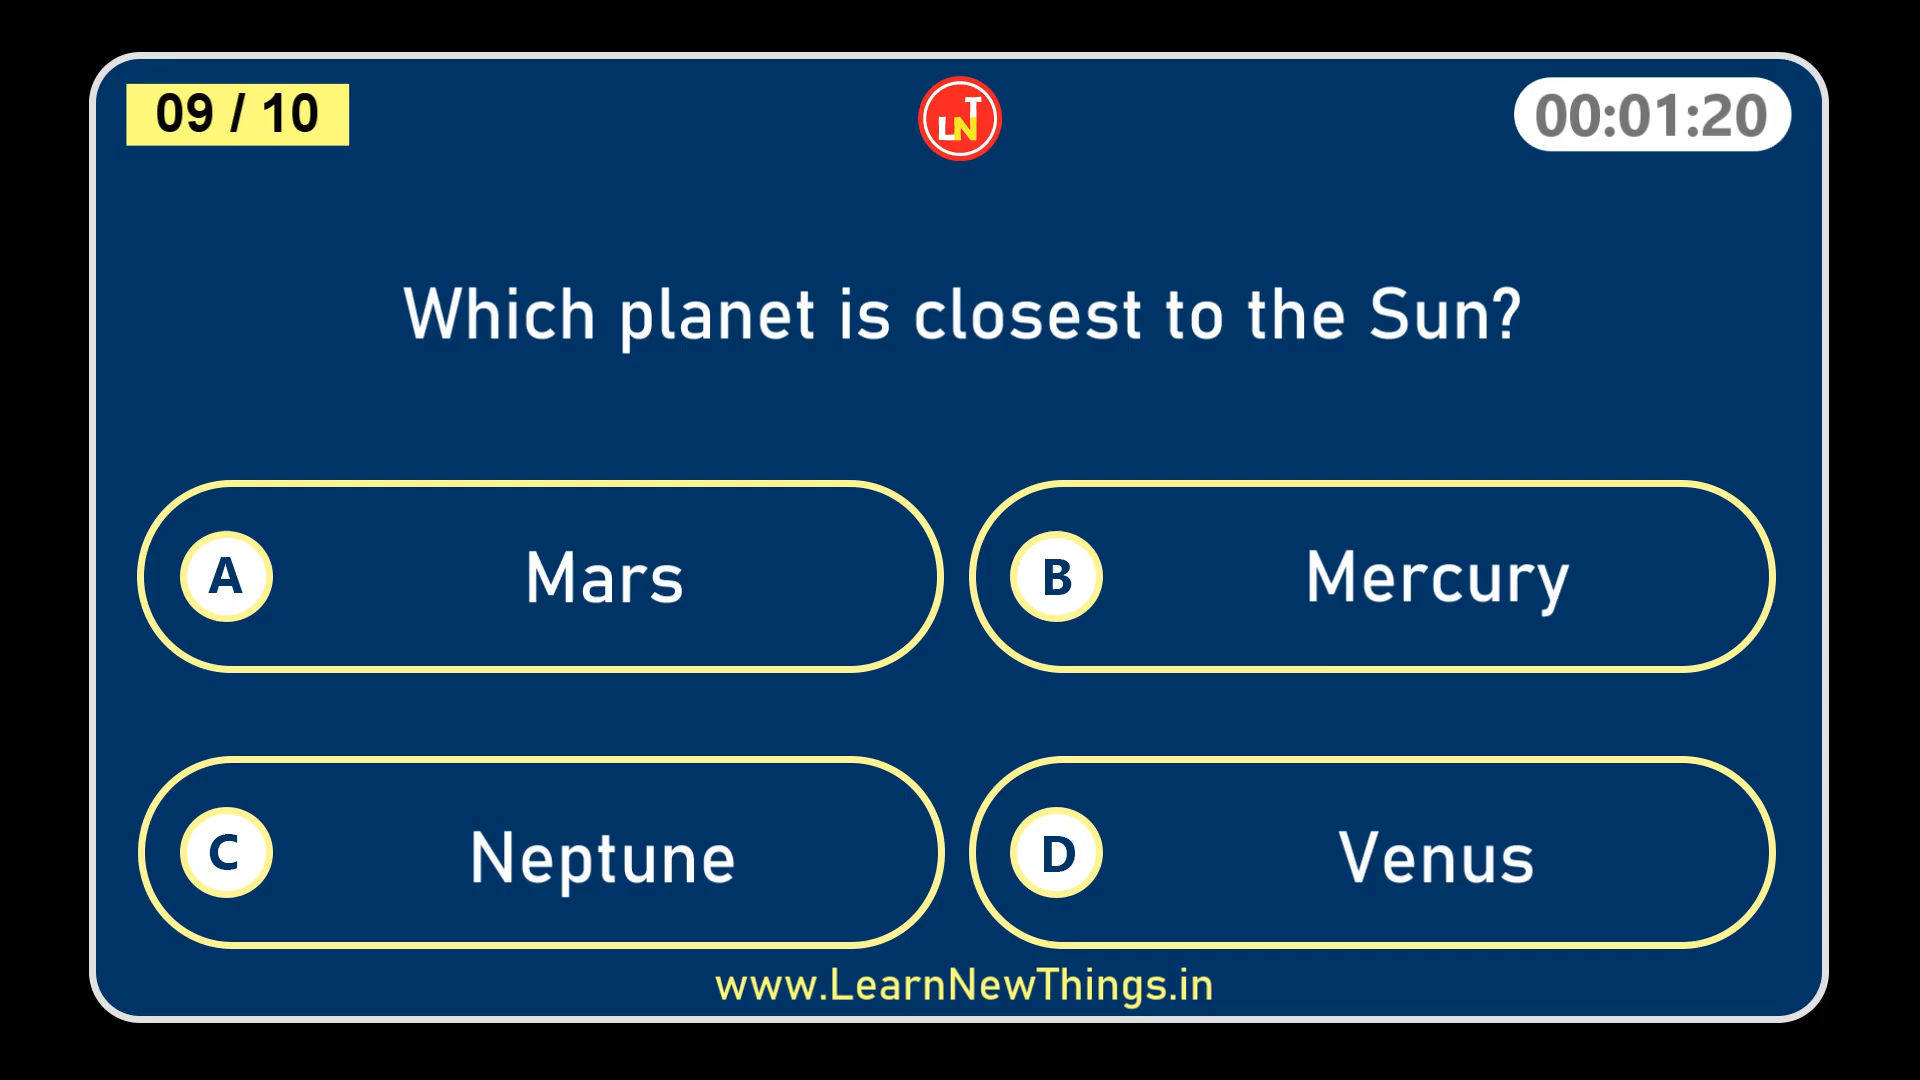 09 / 10
LNT
00:01:20
Which planet is closest to the Sun?
A Mars
B Mercury
C Neptune
D Venus
www.LearnNewThings.in